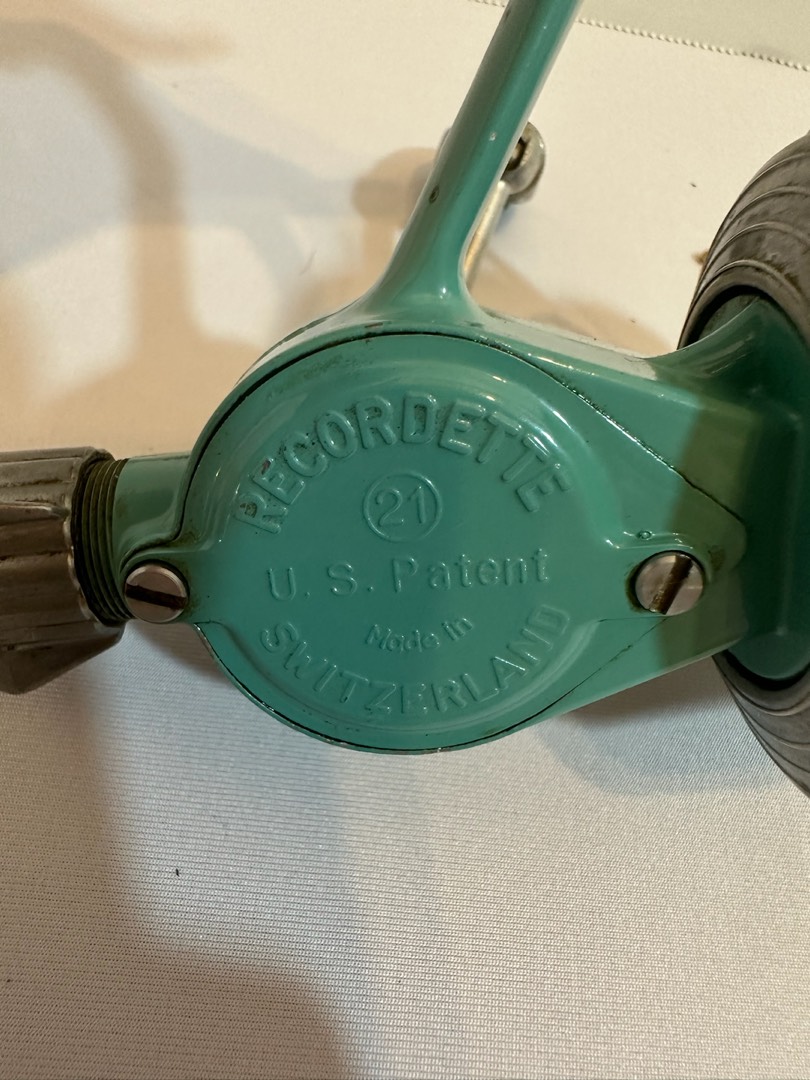 RECORDETTE
21
U. S. Patent
Made in
SWITZERLAND